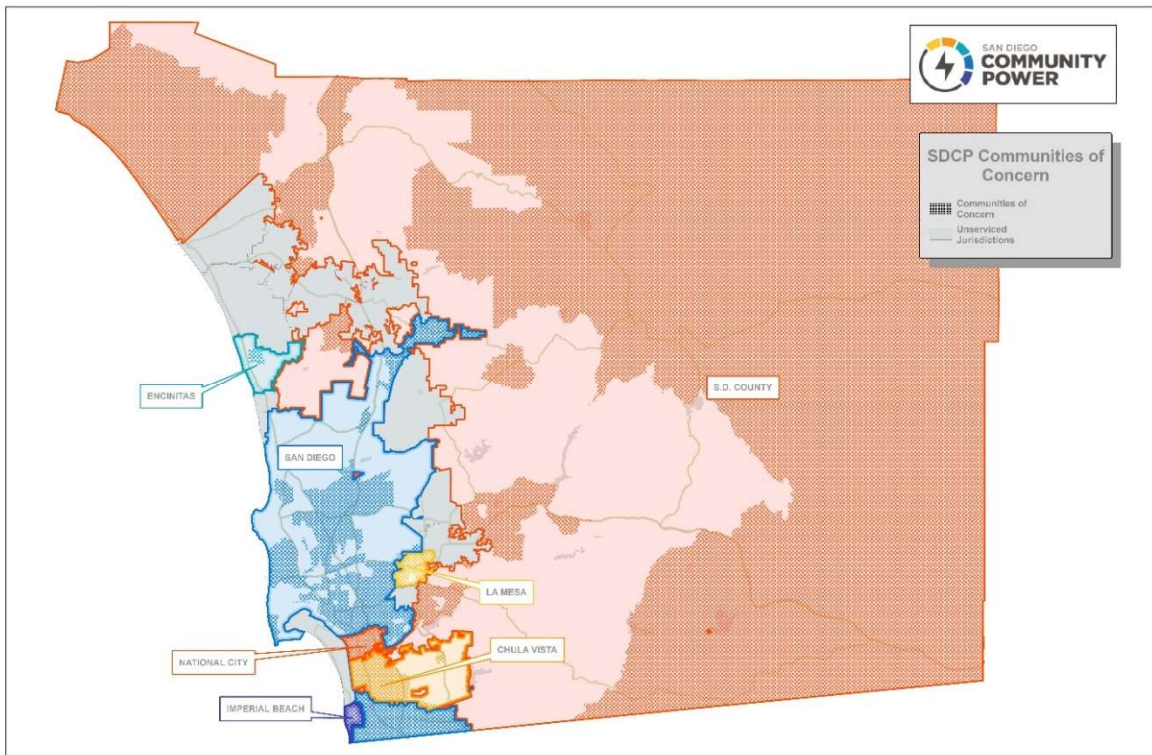 SAN DIEGO
COMMUNITY
POWER
SDCP Communities of
Concern
Communities of
Concern
Unserviced
Jurisdictions
S.D. COUNTY
ENCINITAS
SAN DIEGO
LA MESA
CHULA VISTA
NATIONAL CITY
IMPERIAL BEACH